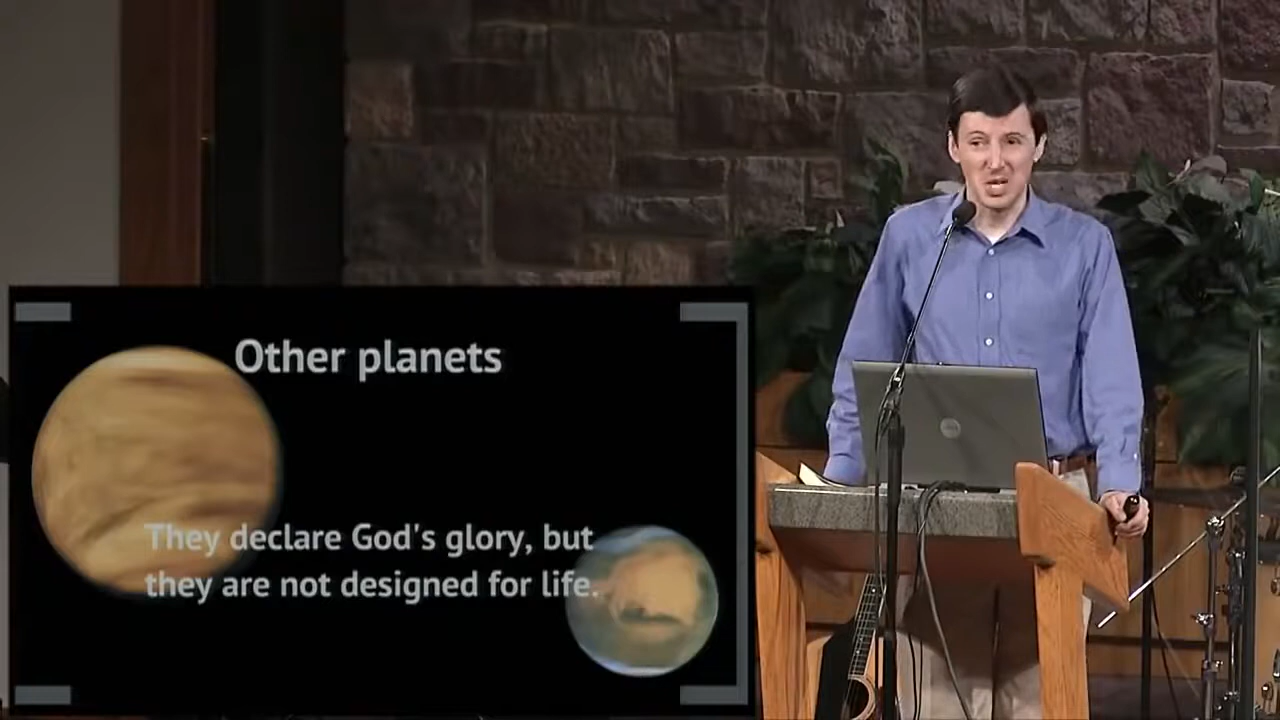 Other planets
They declare God's glory, but
they are not designed for life.